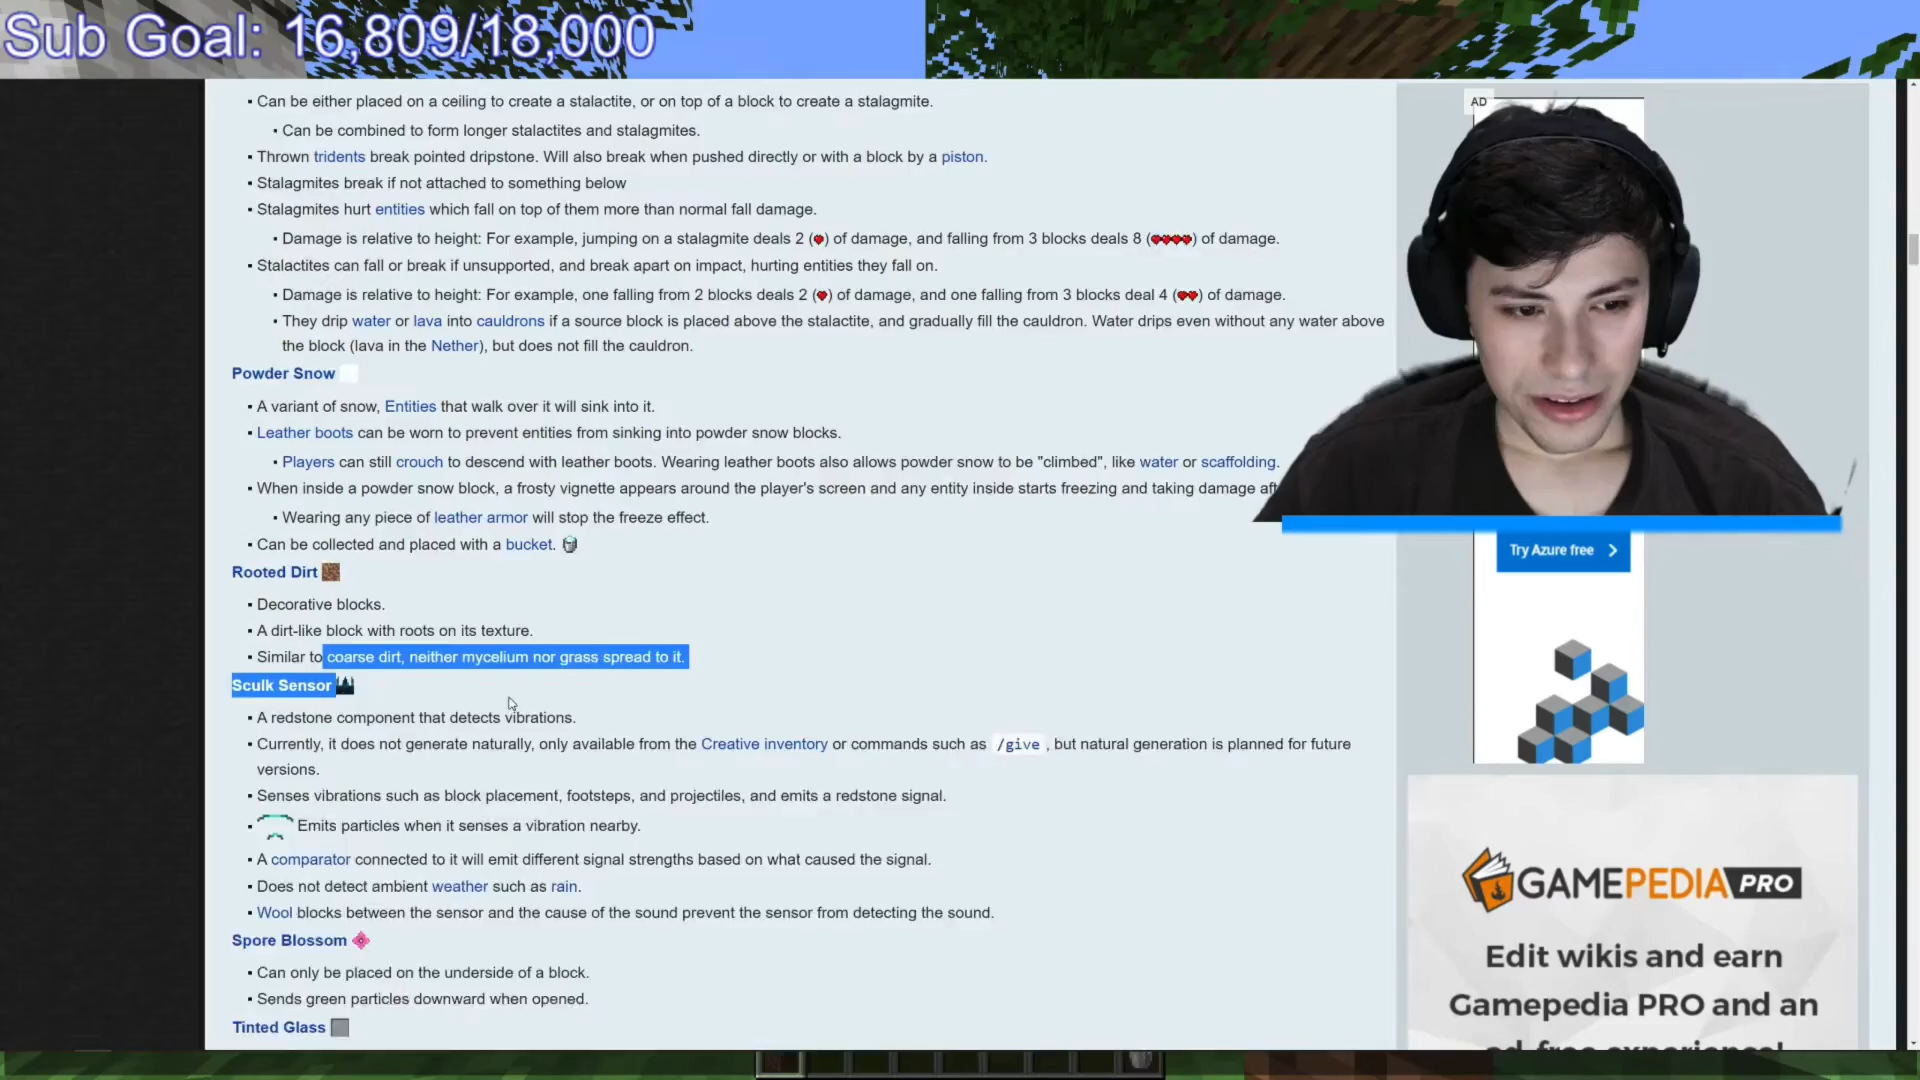 Sub Goal: 16,809/18,000
▪ Can be either placed on a ceiling to create a stalactite, or on top of a block to create a stalagmite.
▪ Can be combined to form longer stalactites and stalagmites.
▪ Thrown tridents break pointed dripstone. Will also break when pushed directly or with a block by a piston.
▪ Stalagmites break if not attached to something below
▪ Stalagmites hurt entities which fall on top of them more than normal fall damage.
▪ Damage is relative to height: For example, jumping on a stalagmite deals 2 (♥) of damage, and falling from 3 blocks deals 8 (♥♥♥♥) of damage.
▪ Stalactites can fall or break if unsupported, and break apart on impact, hurting entities they fall on.
▪ Damage is relative to height: For example, one falling from 2 blocks deals 2 (♥) of damage, and one falling from 3 blocks deal 4 (♥♥) of damage.
▪ They drip water or lava into cauldrons if a source block is placed above the stalactite, and gradually fill the cauldron. Water drips even without any water above
the block (lava in the Nether), but does not fill the cauldron.
Powder Snow
▪ A variant of snow, Entities that walk over it will sink into it.
▪ Leather boots can be worn to prevent entities from sinking into powder snow blocks.
▪ Players can still crouch to descend with leather boots. Wearing leather boots also allows powder snow to be "climbed", like water or scaffolding.
▪ When inside a powder snow block, a frosty vignette appears around the player's screen and any entity inside starts freezing and taking damage
▪ Wearing any piece of leather armor will stop the freeze effect.
▪ Can be collected and placed with a bucket.
Rooted Dirt
▪ Decorative blocks.
▪ A dirt-like block with roots on its texture.
▪ Similar to coarse dirt, neither mycelium nor grass spread to it.
Sculk Sensor
▪ A redstone component that detects vibrations.
▪ Currently, it does not generate naturally, only available from the Creative inventory or commands such as /give , but natural generation is planned for future
versions.
▪ Senses vibrations such as block placement, footsteps, and projectiles, and emits a redstone signal.
▪ Emits particles when it senses a vibration nearby.
▪ A comparator connected to it will emit different signal strengths based on what caused the signal.
▪ Does not detect ambient weather such as rain.
▪ Wool blocks between the sensor and the cause of the sound prevent the sensor from detecting the sound.
Spore Blossom
▪ Can only be placed on the underside of a block.
▪ Sends green particles downward when opened.
Tinted Glass
AD
Try Azure free
GAMEPEDIA PRO
Edit wikis and earn
Gamepedia PRO and an
ad-free experience!